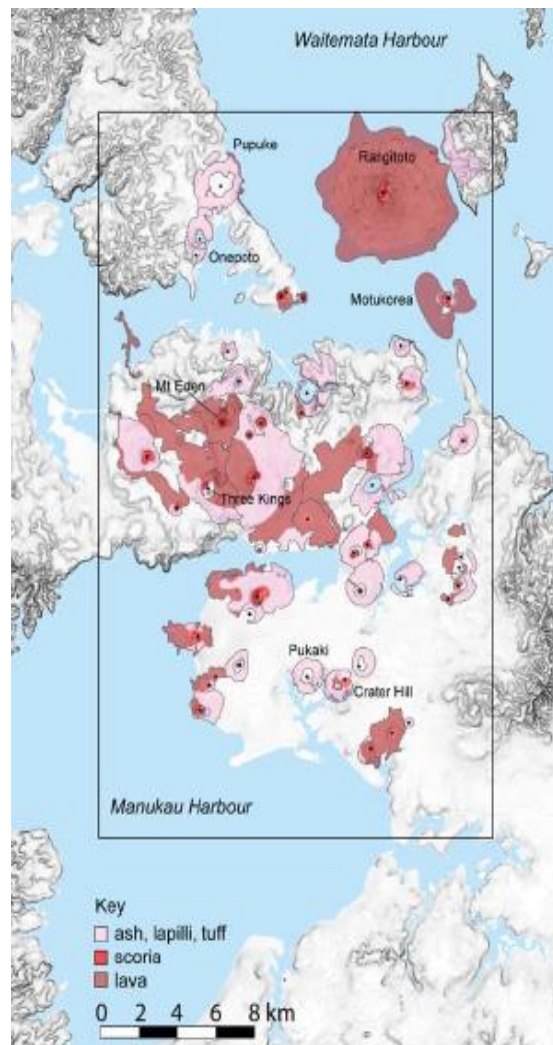 Waitemata Harbour
Pupuke
Rangitoto
Onepoto
Motukorea
Mt Eden
Three Kings
Pukaki
Crater Hill
Manukau Harbour
Key
ash, lapilli, tuff
scoria
lava
0 2 4 6 8 km